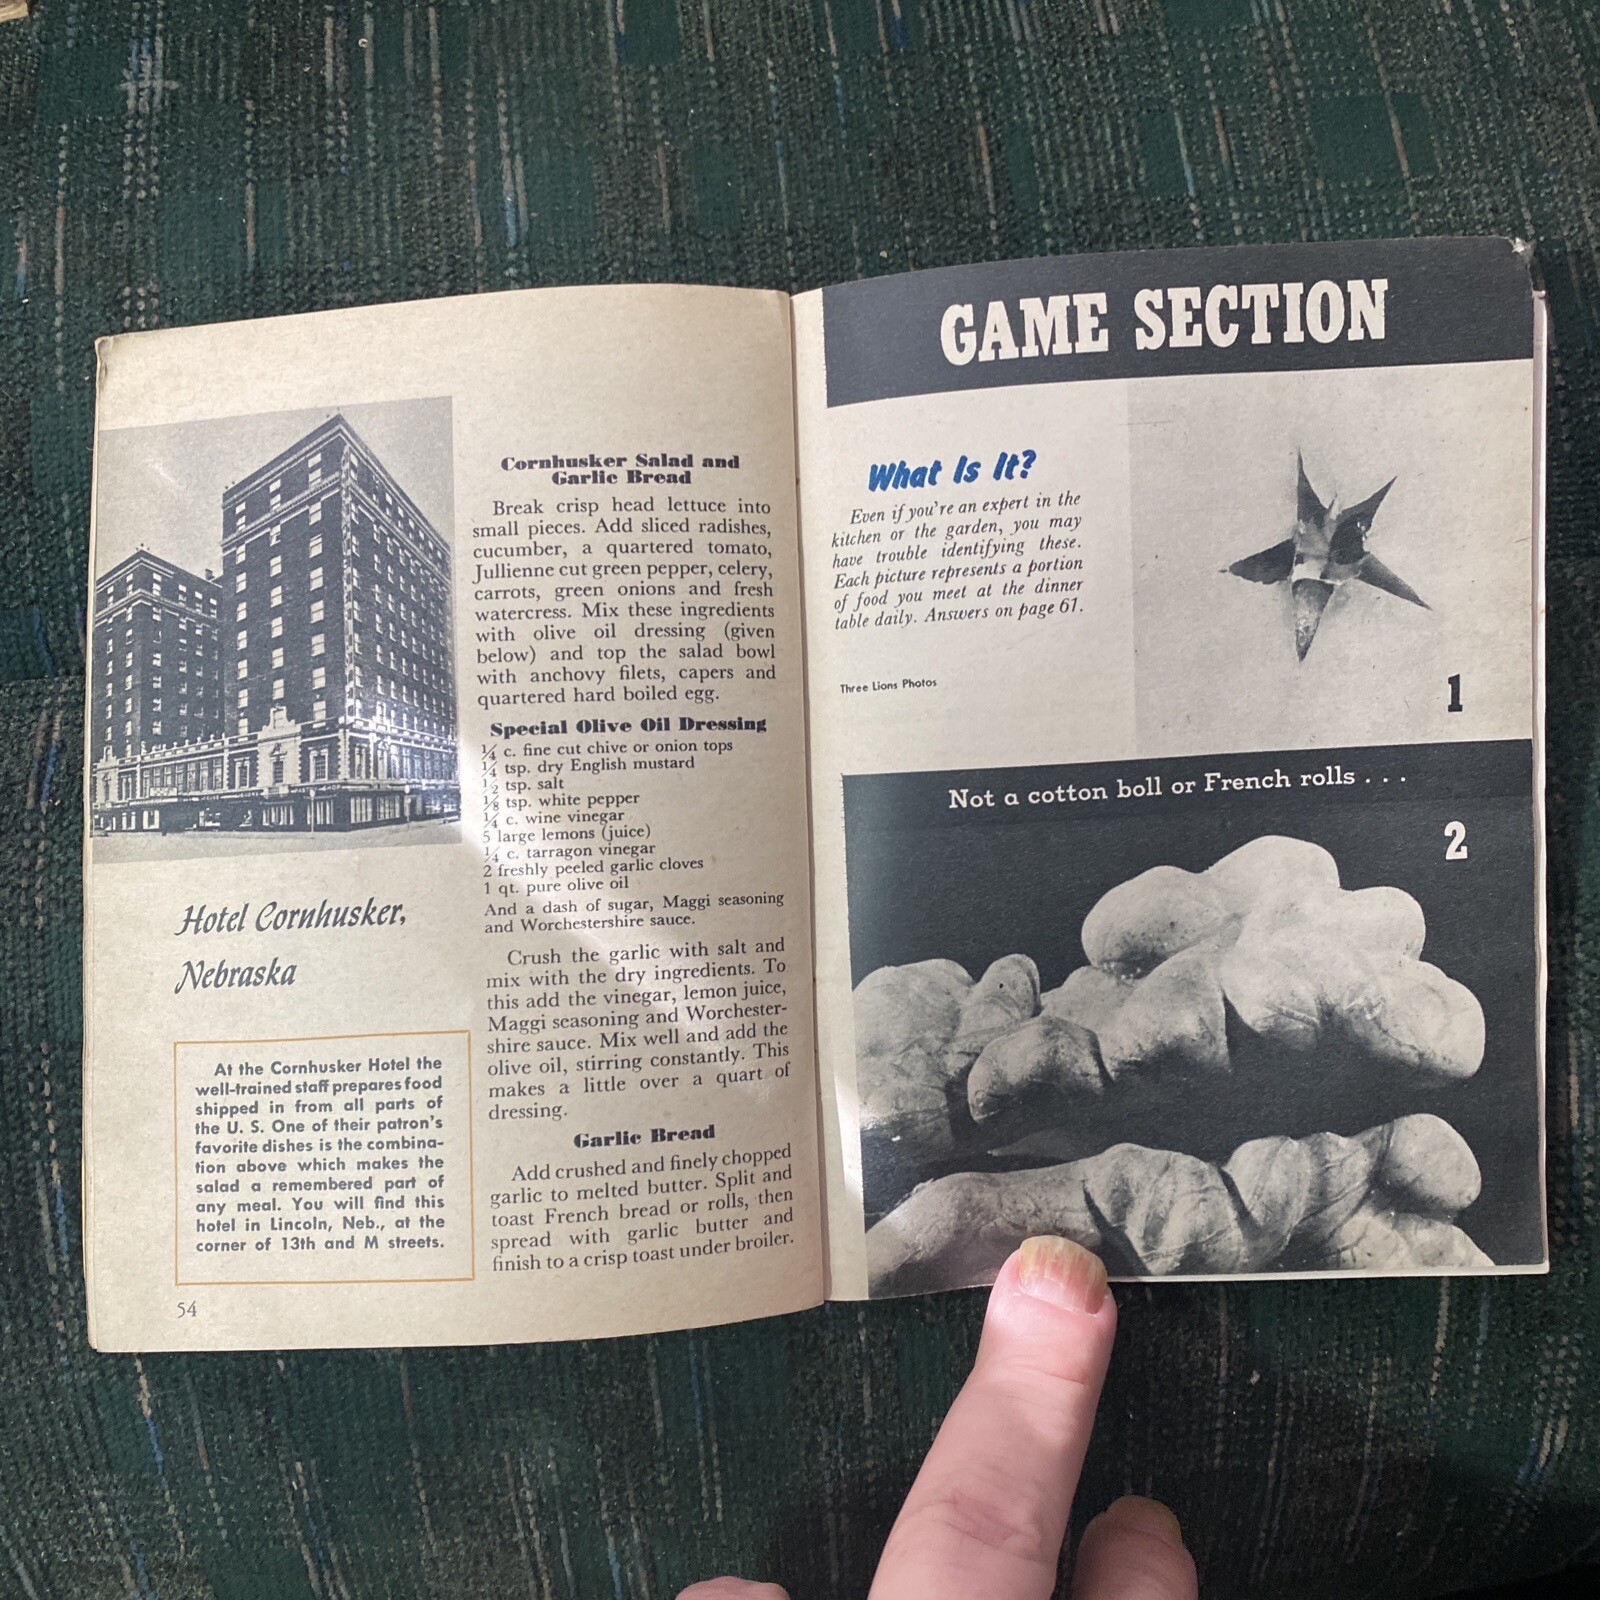 Cornhusker Salad and
Garlic Bread
Break crisp head lettuce into
small pieces. Add sliced radishes,
cucumber, a quartered tomato,
Jullienne cut green pepper, celery,
carrots, green onions and fresh
watercress. Mix these ingredients
with olive oil dressing (given
below) and top the salad bowl
with anchovy filets, capers and
quartered hard boiled egg.
Special Olive Oil Dressing
¼ c. fine cut chive or onion tops
¼ tsp. dry English mustard
½ tsp. salt
⅛ tsp. white pepper
¼ c. wine vinegar
5 large lemons (juice)
¼ c. tarragon vinegar
2 freshly peeled garlic cloves
1 qt. pure olive oil
And a dash of sugar, Maggi seasoning
and Worchestershire sauce.
Crush the garlic with salt and
mix with the dry ingredients. To
this add the vinegar, lemon juice,
Maggi seasoning and Worchester-
shire sauce. Mix well and add the
olive oil, stirring constantly. This
makes a little over a quart of
dressing.
Garlic Bread
Add crushed and finely chopped
garlic to melted butter. Split and
toast French bread or rolls, then
spread with garlic butter and
finish to a crisp toast under broiler.
Hotel Cornhusker,
Nebraska
At the Cornhusker Hotel the
well-trained staff prepares food
shipped in from all parts of
the U. S. One of their patron's
favorite dishes is the combina-
tion above which makes the
salad a remembered part of
any meal. You will find this
hotel in Lincoln, Neb., at the
corner of 13th and M streets.
54
GAME SECTION
What Is It?
Even if you're an expert in the
kitchen or the garden, you may
have trouble identifying these.
Each picture represents a portion
of food you meet at the dinner
table daily. Answers on page 61.
Three Lions Photos
1
Not a cotton boll or French rolls . . .
2